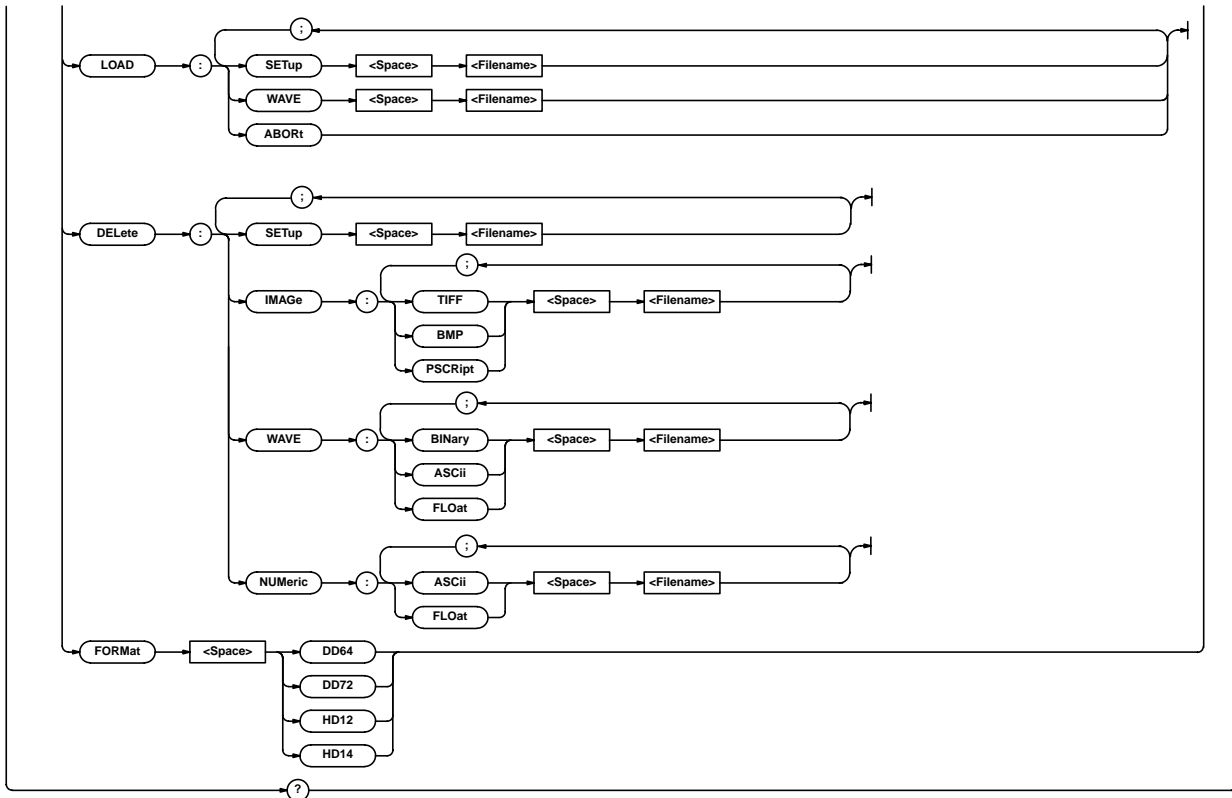 ;
LOAD : SETup <Space> <Filename>
WAVE <Space> <Filename>
ABORt
;
DELete : SETup <Space> <Filename>
;
IMAGe : TIFF <Space> <Filename>
BMP
PSCRipt
;
WAVE : BINary <Space> <Filename>
ASCii
FLOat
;
NUMeric : ASCii <Space> <Filename>
FLOat
FORMat <Space> DD64
DD72
HD12
HD14
?